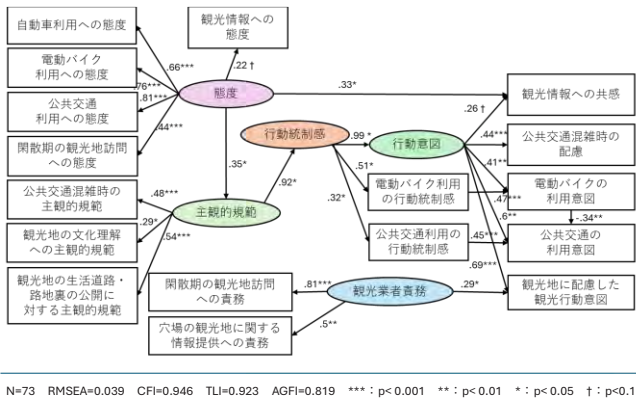 自動車利用への態度
観光情報への
態度
電動バイク
利用への態度
公共交通
利用への態度
閑散期の観光地訪問
への態度
公共交通混雑時の
主観的規範
観光地の文化理解
への主観的規範
観光地の生活道路・
路地裏の公開に
対する主観的規範
.66***
.76***
.81***
.44***
.22 †
態度
.33*
.35*
.48***
.29*
.54***
主観的規範
.92*
行動統制感
.99 *
.51*
.32*
行動意図
電動バイク利用
の行動統制感
公共交通利用の
行動統制感
.26 †
.44***
.41**
.47***
.6**
.45***
.69***
-.34**
観光情報への共感
公共交通混雑時の
配慮
電動バイクの
利用意図
公共交通の
利用意図
観光地に配慮した
観光行動意図
閑散期の観光地訪問
への責務
穴場の観光地に関する
情報提供への責務
.81***
.5**
観光業者責務
.29*
N=73 RMSEA=0.039 CFI=0.946 TLI=0.923 AGFI=0.819 ***：p< 0.001 **：p< 0.01 *：p< 0.05 †：p<0.1